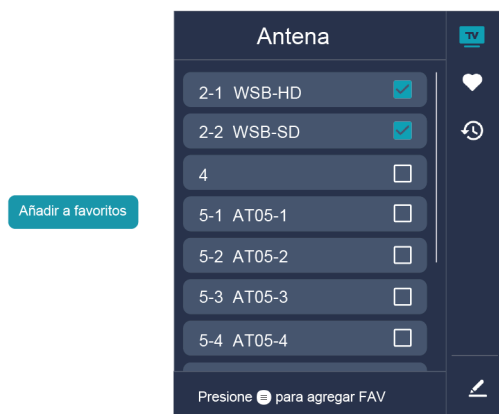 Antena
TV
2-1 WSB-HD
2-2 WSB-SD
4
Añadir a favoritos
5-1 AT05-1
5-2 AT05-2
5-3 AT05-3
5-4 AT05-4
Presione para agregar FAV